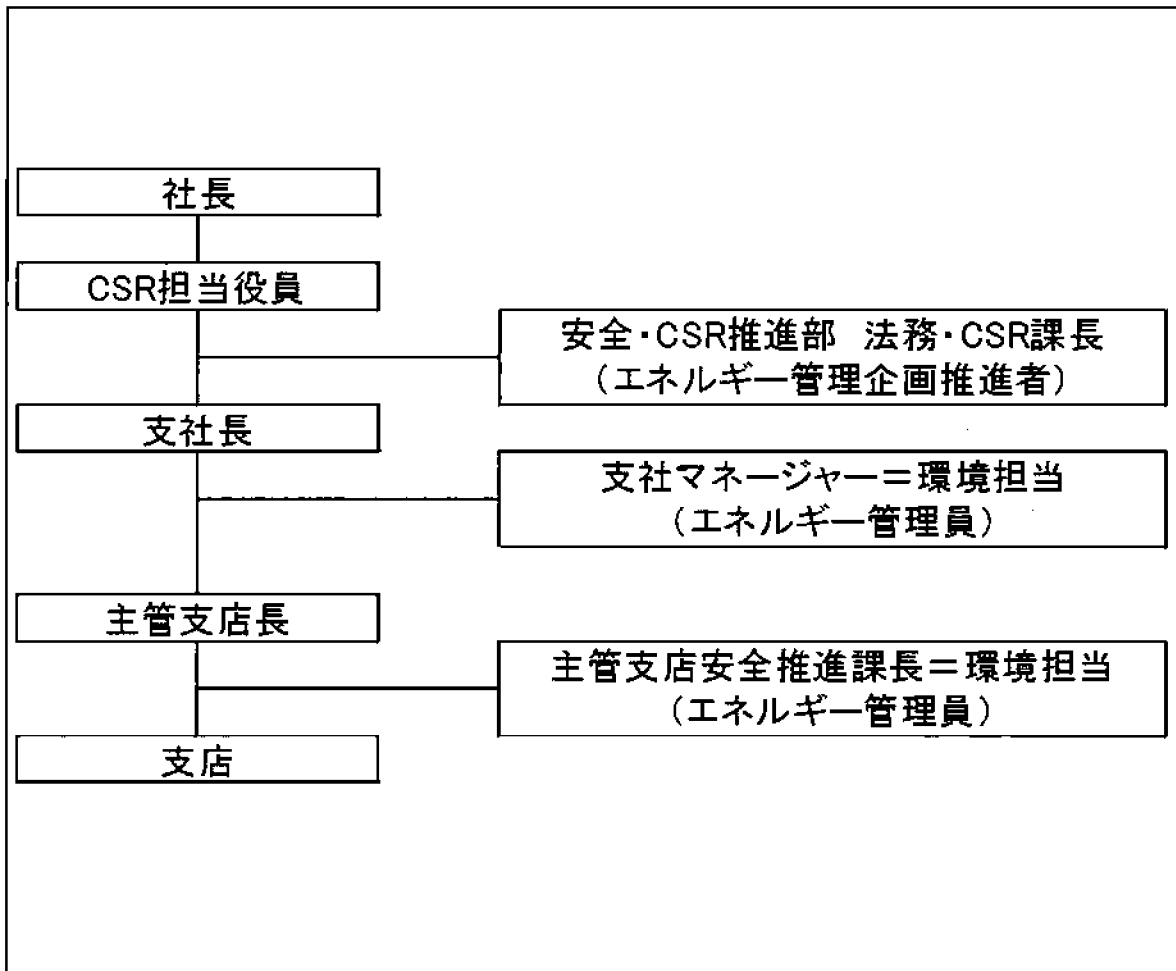 社長
CSR担当役員
安全・CSR推進部　法務・CSR課長
（エネルギー管理企画推進者）
支社長
支社マネージャー＝環境担当
（エネルギー管理員）
主管支店長
主管支店安全推進課長＝環境担当
（エネルギー管理員）
支店